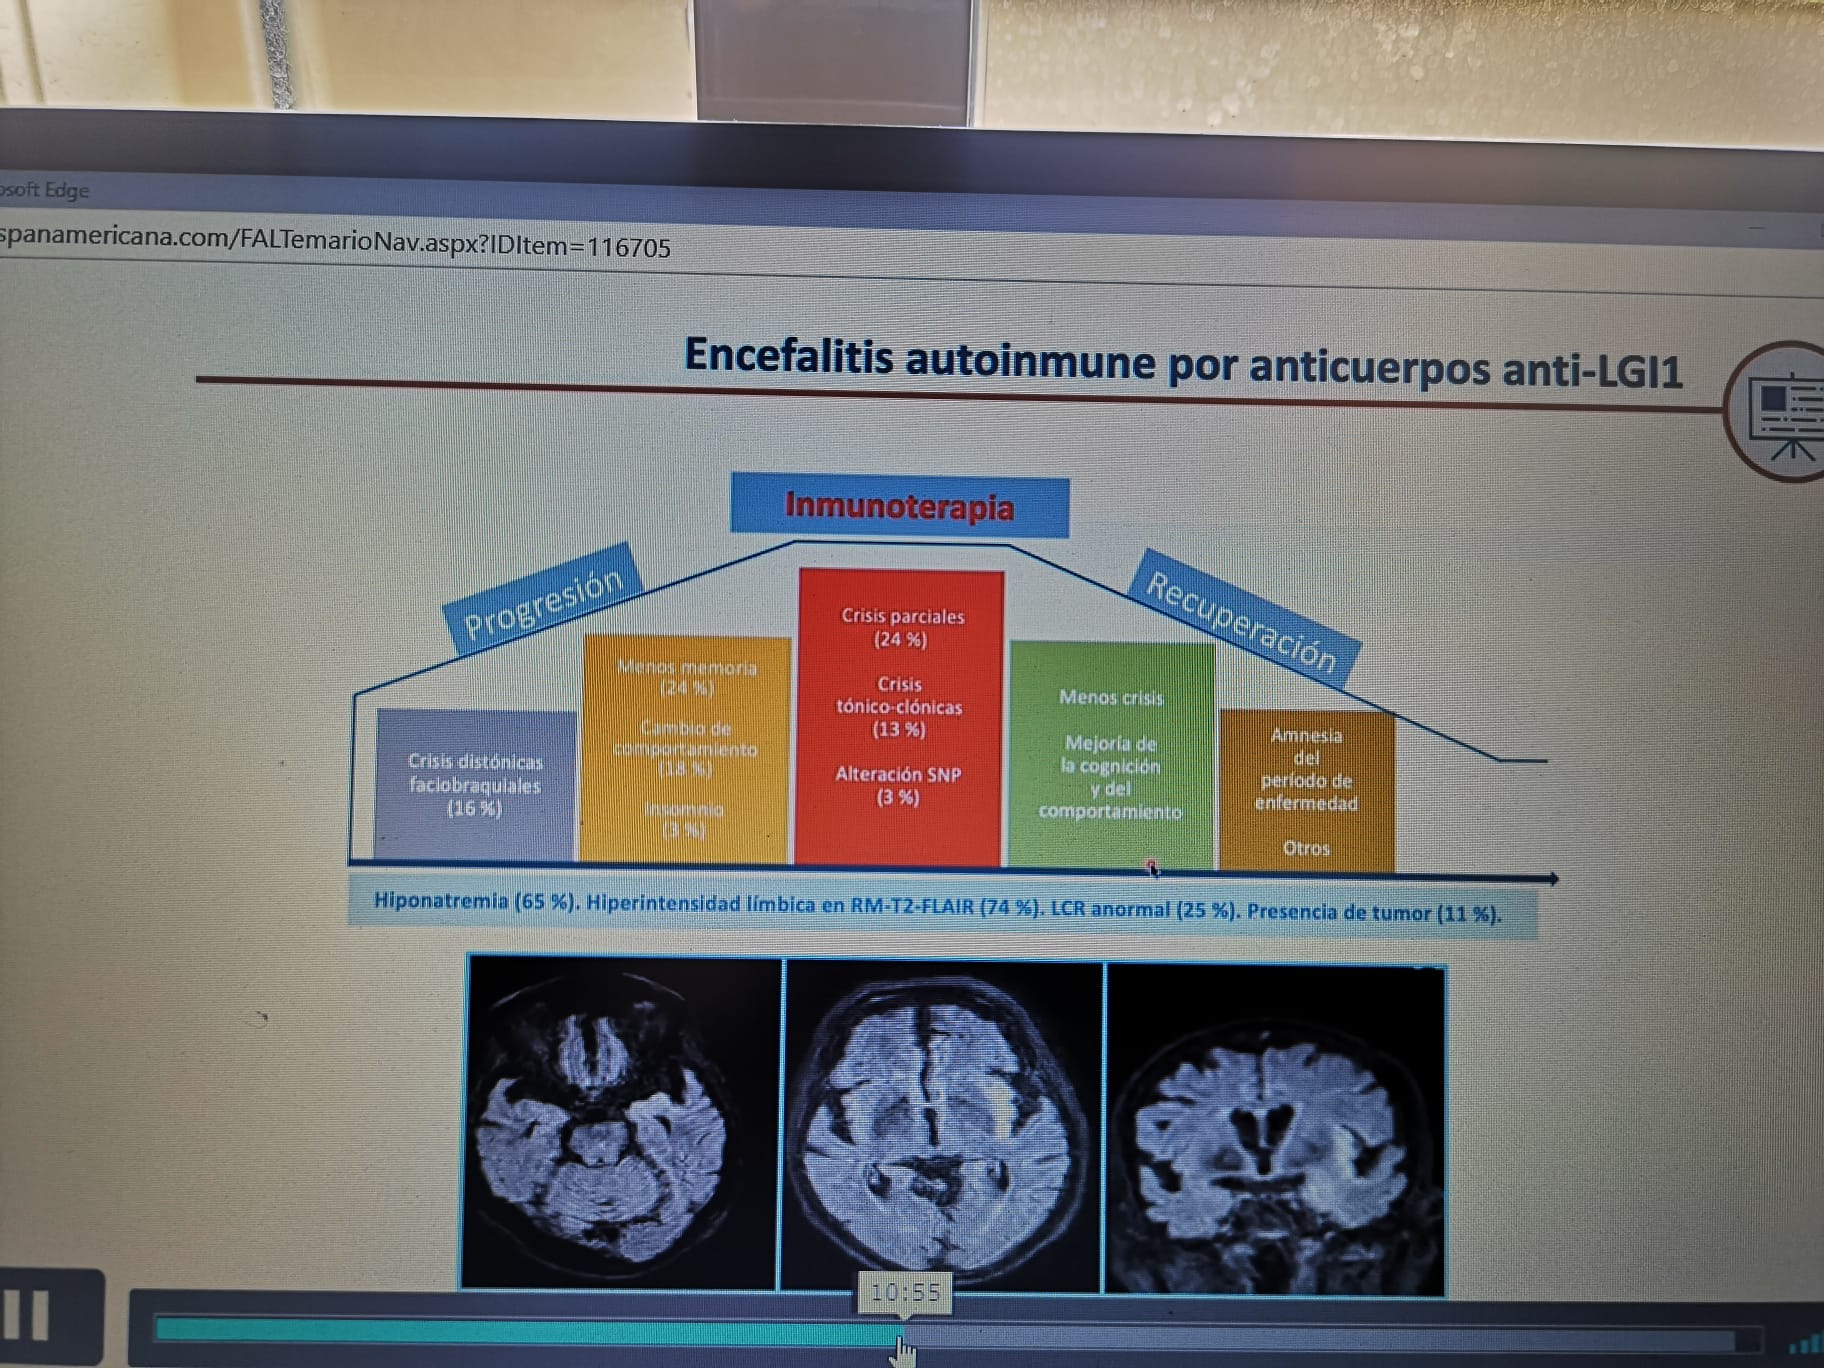 osoft Edge
spanamericana.com/FALTemarioNav.aspx?IDItem=116705
Encefalitis autoinmune por anticuerpos anti-LGI1
Inmunoterapia
Progresión
Recuperación
Crisis distónicas
faciobraquiales
(16 %)
Menos memoria
(24 %)
Cambio de
comportamiento
(18 %)
Insomnio
(3 %)
Crisis parciales
(24 %)
Crisis
tónico-clónicas
(13 %)
Alteración SNP
(3 %)
Menos crisis
Mejoría de
la cognición
y del
comportamiento
Amnesia
del
período de
enfermedad
Otros
Hiponatremia (65 %). Hiperintensidad límbica en RM-T2-FLAIR (74 %). LCR anormal (25 %). Presencia de tumor (11 %).
10:55